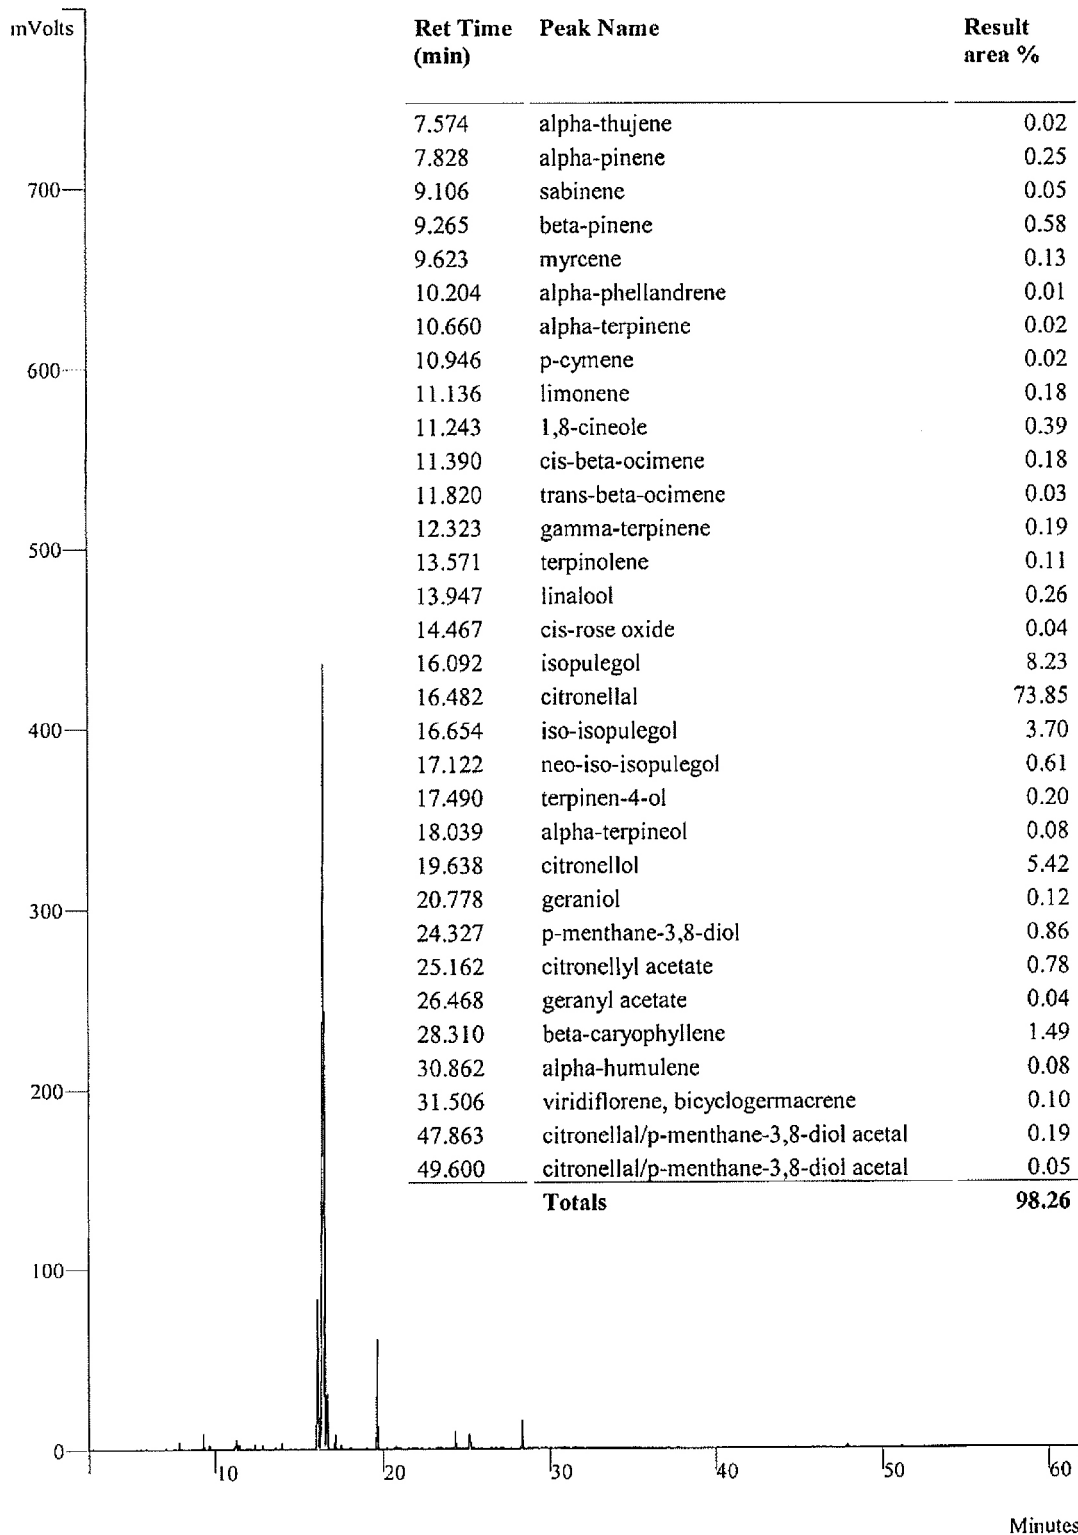 mVolts
Ret Time Peak Name Result
(min) area %
7.574 alpha-thujene 0.02
7.828 alpha-pinene 0.25
700 9.106 sabinene 0.05
9.265 beta-pinene 0.58
9.623 myrcene 0.13
10.204 alpha-phellandrene 0.01
10.660 alpha-terpinene 0.02
600 10.946 p-cymene 0.02
11.136 limonene 0.18
11.243 1,8-cineole 0.39
11.390 cis-beta-ocimene 0.18
11.820 trans-beta-ocimene 0.03
12.323 gamma-terpinene 0.19
500 13.571 terpinolene 0.11
13.947 linalool 0.26
14.467 cis-rose oxide 0.04
16.092 isopulegol 8.23
16.482 citronellal 73.85
400 16.654 iso-isopulegol 3.70
17.122 neo-iso-isopulegol 0.61
17.490 terpinen-4-ol 0.20
18.039 alpha-terpineol 0.08
19.638 citronellol 5.42
300 20.778 geraniol 0.12
24.327 p-menthane-3,8-diol 0.86
25.162 citronellyl acetate 0.78
26.468 geranyl acetate 0.04
28.310 beta-caryophyllene 1.49
30.862 alpha-humulene 0.08
200 31.506 viridiflorene, bicyclogermacrene 0.10
47.863 citronellal/p-menthane-3,8-diol acetal 0.19
49.600 citronellal/p-menthane-3,8-diol acetal 0.05
Totals 98.26
100
0
10 20 30 40 50 60
Minutes